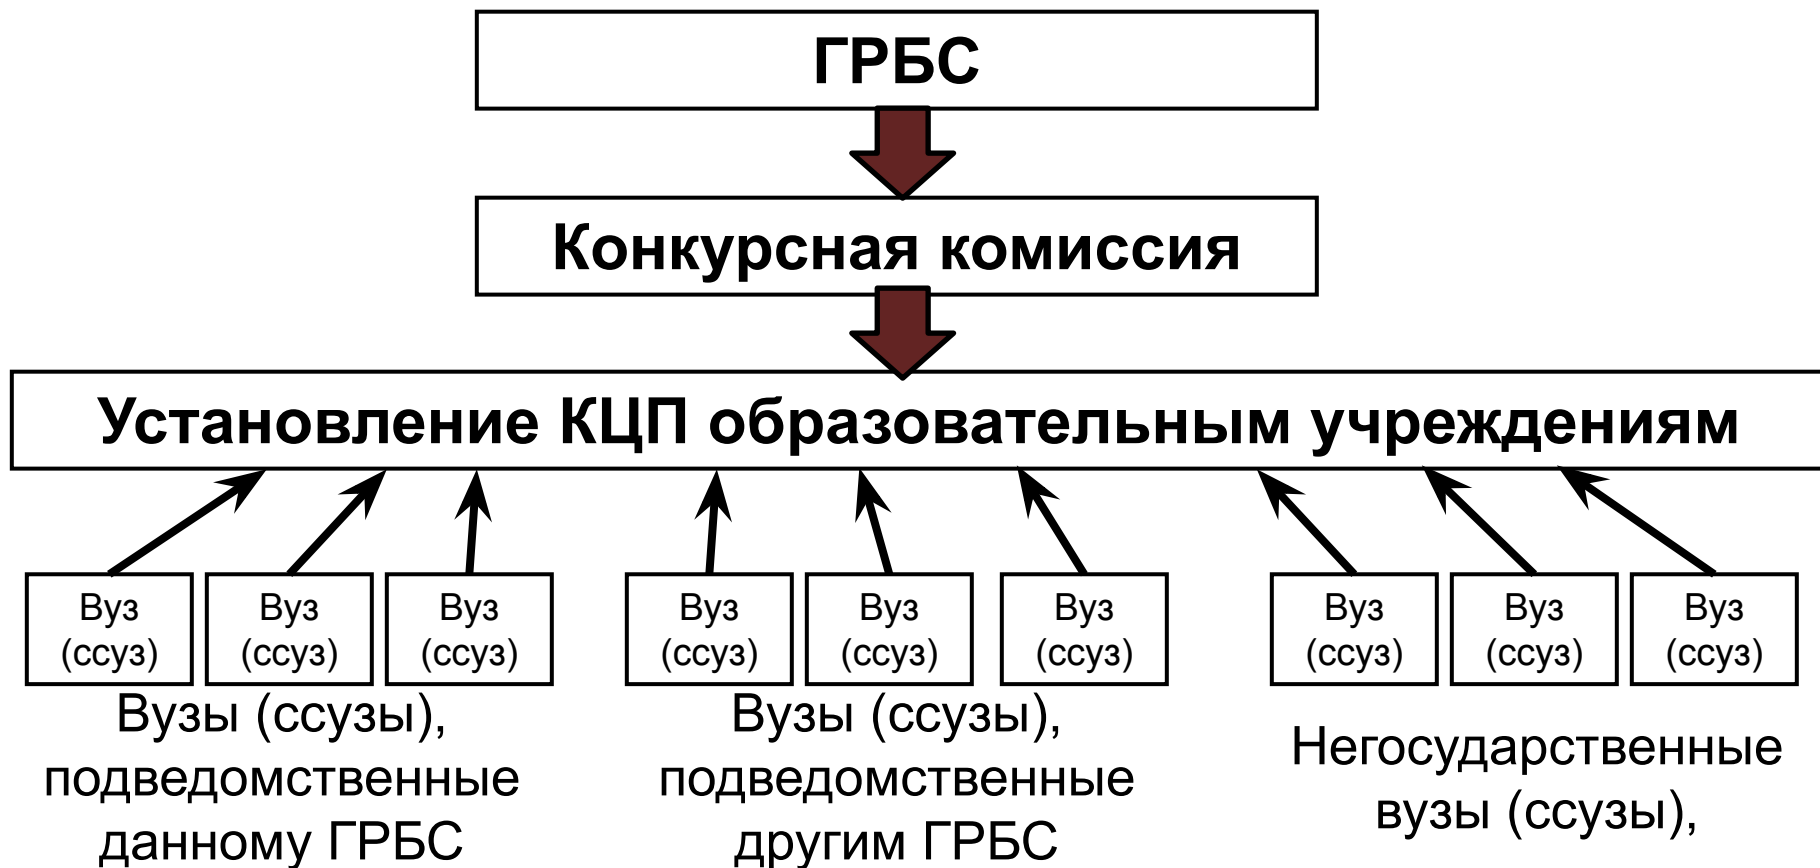 ГРБС
Конкурсная комиссия
Установление КЦП образовательным учреждениям
Вуз
(ссуз)
Вуз
(ссуз)
Вуз
(ссуз)
Вуз
(ссуз)
Вуз
(ссуз)
Вуз
(ссуз)
Вуз
(ссуз)
Вуз
(ссуз)
Вуз
(ссуз)
Вузы (ссузы),
подведомственные
данному ГРБС
Вузы (ссузы),
подведомственные
другим ГРБС
Негосударственные
вузы (ссузы),